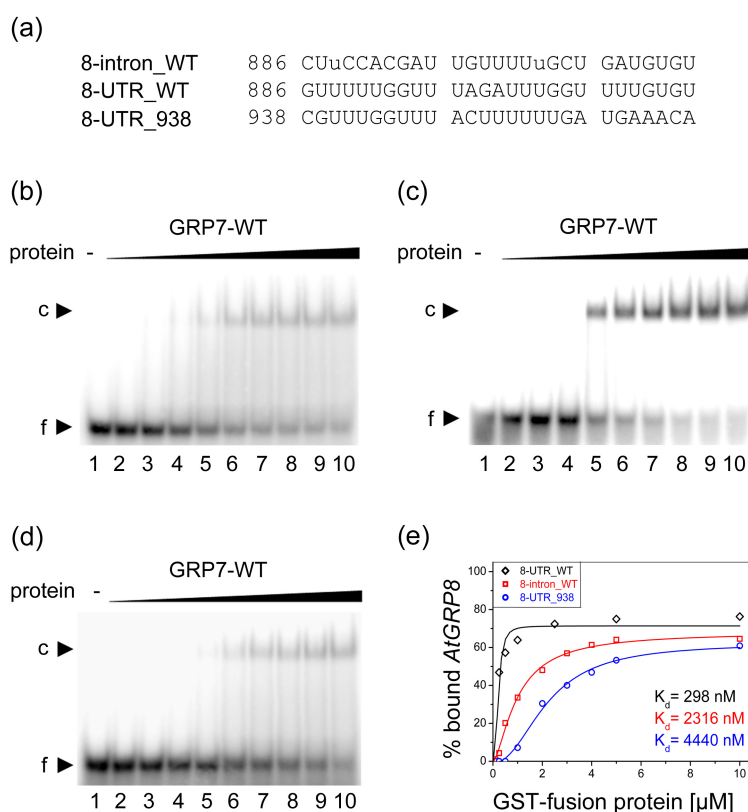 (a)
8-intron_WT 886 CUuCCACGAU UGUUUUuGCU GAUGUGU
8-UTR_WT 886 GUUUUUGGUU UAGAUUUGGU UUUGUGU
8-UTR_938 938 CGUUUGGUUU ACUUUUUUGA UGAAACA
(b)
GRP7-WT
protein -
c
f
1 2 3 4 5 6 7 8 9 10
(c)
GRP7-WT
protein -
c
f
1 2 3 4 5 6 7 8 9 10
(d)
GRP7-WT
protein -
c
f
1 2 3 4 5 6 7 8 9 10
(e)
100
80
60
40
20
0
% bound AtGRP8
8-UTR_WT
8-intron_WT
8-UTR_938
Kd= 298 nM
Kd= 2316 nM
Kd= 4440 nM
0 2 4 6 8 10
GST-fusion protein [µM]